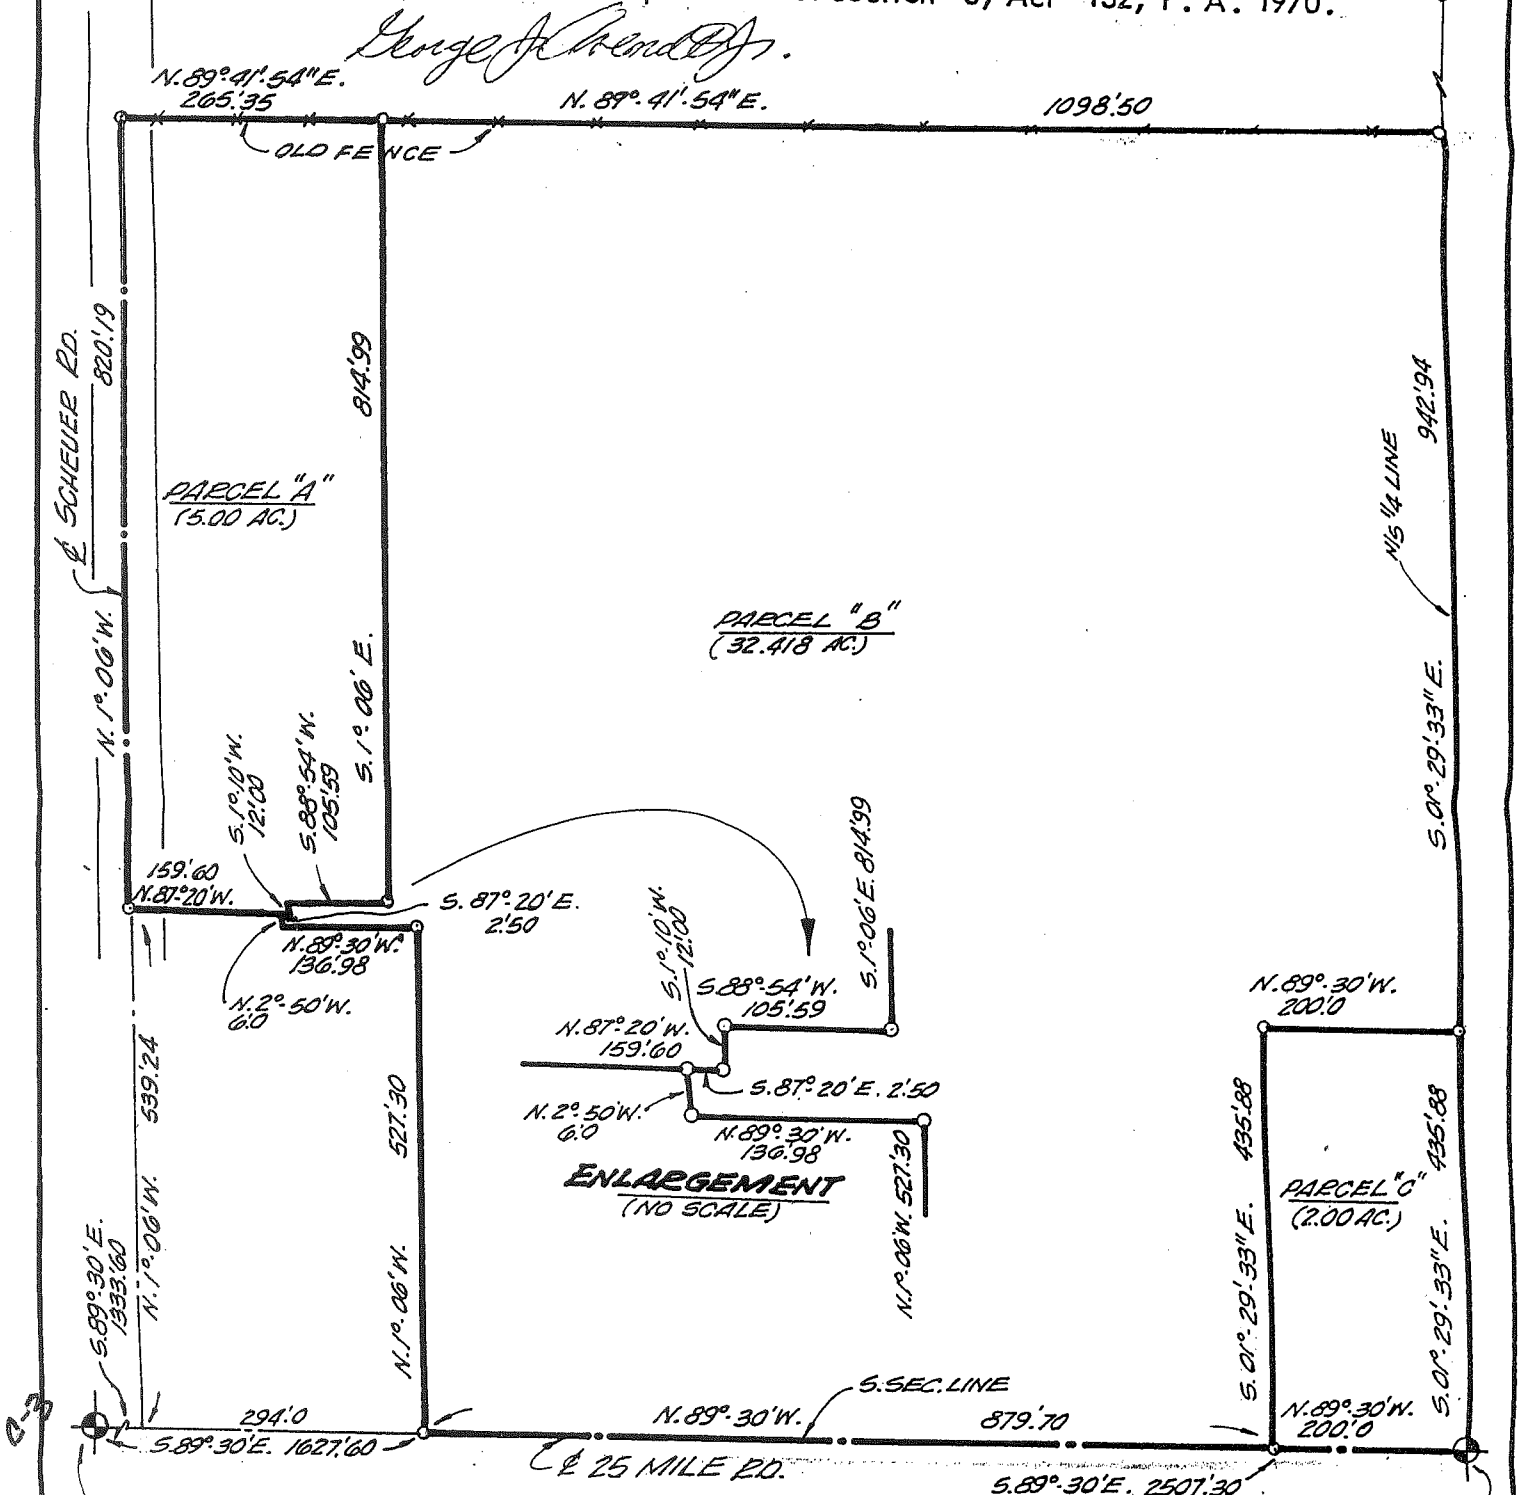 Section 3, Act 132, P. A. 1970.
N.89°-41'-54"E.
265.'35
N. 89°-41'-54"E.
1098.'50
OLD FENCE
℄ SCHEUER RD.
820.'19
N. 1°-06'W.
814.'99
S. 1°-06' E.
PARCEL "A"
(5.00 AC.)
PARCEL "B"
(32.418 AC.)
942.'94
N/S 1/4 LINE
S. 01°-29'-33" E.
S. 1°-10' W.
12.'00
S. 88°-54' W.
105.'59
159.'60
N.87°-20'W.
S. 87°-20' E.
2.'50
N.89°-30'W.
136.'98
N.2°-50'W.
6.'0
S. 1°-10' W.
12.'00
S. 1°-06' E. 814.'99
S.88°-54'W.
105.'59
N.87°-20'W.
159.'60
S.87°-20'E. 2.'50
N.2°-50'W.
6.'0
N.89°-30'W.
136.'98
N. 1°-06'W. 527.'30
ENLARGEMENT
(NO SCALE)
N.89°-30'W.
200.'0
539.'24
N. 1°-06'W.
527.'30
N. 1°-06'W.
435.'88
S. 01°-29'-33" E.
PARCEL "C"
(2.00 AC.)
435.'88
S. 01°-29'-33" E.
S.89°-30'E.
1333.'60
294.'0
S.89°-30'E. 1627.'60
S. SEC. LINE
N.89°-30'W.
879.'70
N.89°-30'W.
200.'0
℄ 25 MILE RD.
S.89°-30'E. 2507.'30